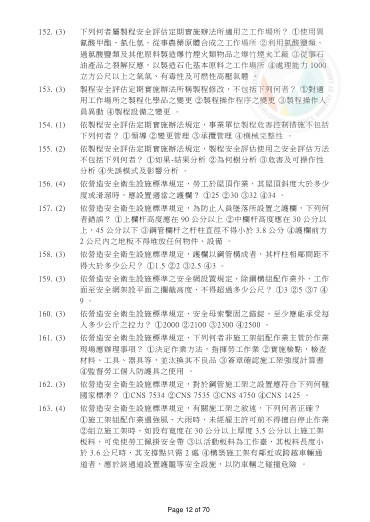 152. (3) 下列何者屬製程安全評估定期實施辦法所適用之工作場所？①使用異
氰酸甲酯、氯化氫，從事農藥原體合成之工作場所 ②利用氯酸鹽類、
過氯酸鹽類及其他原料製造爆竹煙火類物品之爆竹煙火工廠 ③從事石
油產品之裂解反應，以製造石化基本原料之工作場所 ④處理能力 1000
立方公尺以上之氧氣、有毒性及可燃性高壓氣體 。
153. (3) 製程安全評估定期實施辦法所稱製程修改，不包括下列何者？①對適
用工作場所之製程化學品之變更 ②製程操作程序之變更 ③製程操作人
員異動 ④製程設備之變更 。
154. (1) 依製程安全評估定期實施辦法規定，事業單位製程危害控制措施不包括
下列何者？①領導 ②變更管理 ③承攬管理 ④機械完整性 。
155. (2) 依製程安全評估定期實施辦法規定，製程安全評估使用之安全評估方法
不包括下列何者？①如果-結果分析 ②為何樹分析 ③危害及可操作性
分析 ④失誤模式及影響分析 。
156. (4) 依營造安全衛生設施標準規定，勞工於屋頂作業，其屋頂斜度大於多少
度或滑溜時，應設置適當之護欄？①25 ②30 ③32 ④34 。
157. (2) 依營造安全衛生設施標準規定，為防止人員墜落所設置之護欄，下列何
者錯誤？①上欄杆高度應在 90 公分以上 ②中欄杆高度應在 30 公分以
上，45 公分以下 ③鋼管欄杆之杆柱直徑不得小於 3.8 公分 ④護欄前方
2 公尺內之地板不得堆放任何物件、設備 。
158. (3) 依營造安全衛生設施標準規定，護欄以鋼管構成者，其杆柱相鄰間距不
得大於多少公尺？①1.5 ②2 ③2.5 ④3 。
159. (3) 依營造安全衛生設施標準之安全網設置規定，除鋼構組配作業外，工作
面至安全網架設平面之攔截高度，不得超過多少公尺？①3 ②5 ③7 ④
9 。
160. (3) 依營造安全衛生設施標準規定，安全母索繫固之錨錠，至少應能承受每
人多少公斤之拉力？①2000 ②2100 ③2300 ④2500 。
161. (3) 依營造安全衛生設施標準規定，下列何者非施工架組配作業主管於作業
現場應辦理事項？①決定作業方法，指揮勞工作業 ②實施檢點，檢查
材料、工具、器具等，並汰換其不良品 ③簽章確認施工架強度計算書
④監督勞工個人防護具之使用 。
162. (3) 依營造安全衛生設施標準規定，對於鋼管施工架之設置應符合下列何種
國家標準？①CNS 7534 ②CNS 7535 ③CNS 4750 ④CNS 1425 。
163. (4) 依營造安全衛生設施標準規定，有關施工架之敘述，下列何者正確？
①施工架組配作業遇強風、大雨時，未經雇主許可前不得擅自停止作業
②組立施工架時，如設有寬度在 30 公分以上厚度 3.5 公分以上施工架
板料，可免使勞工佩掛安全帶 ③以活動板料為工作臺，其板料長度小
於 3.6 公尺時，其支撐點只需 2 處 ④構築施工架有鄰近或跨越車輛通
道者，應於該通道設置護籠等安全設施，以防車輛之碰撞危險 。
Page 12 of 70